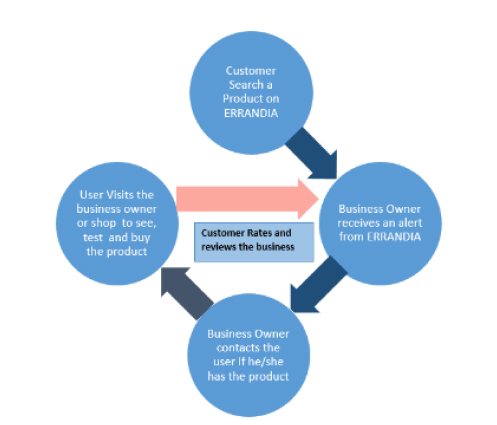 Customer
Search a
Product on
ERRANDIA
User Visits the
business owner
or shop to see,
test and buy
the product
Customer Rates and
reviews the business
Business Owner
receives an alert
from ERRANDIA
Business Owner
contacts the
user if he/she
has the product